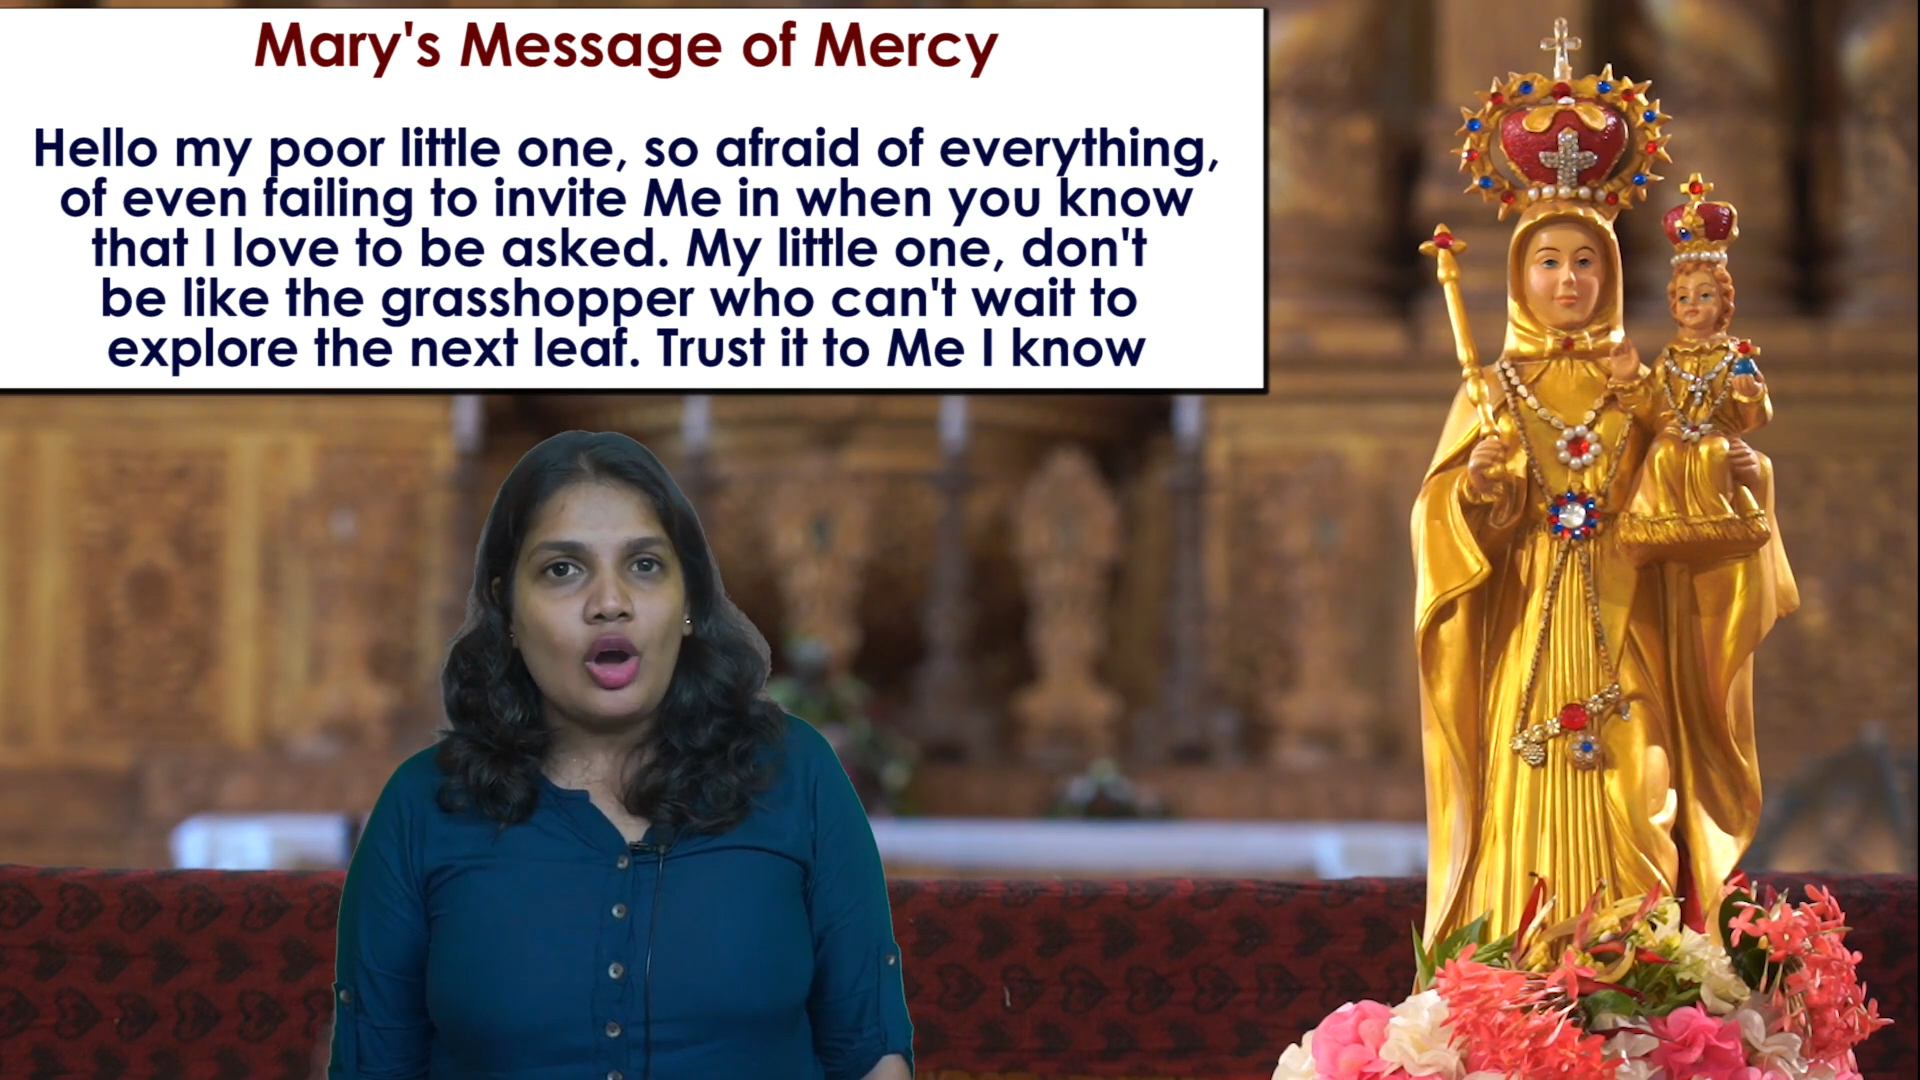 Mary's Message of Mercy
Hello my poor little one, so afraid of everything,
of even failing to invite Me in when you know
that I love to be asked. My little one, don't
be like the grasshopper who can't wait to
explore the next leaf. Trust it to Me I know